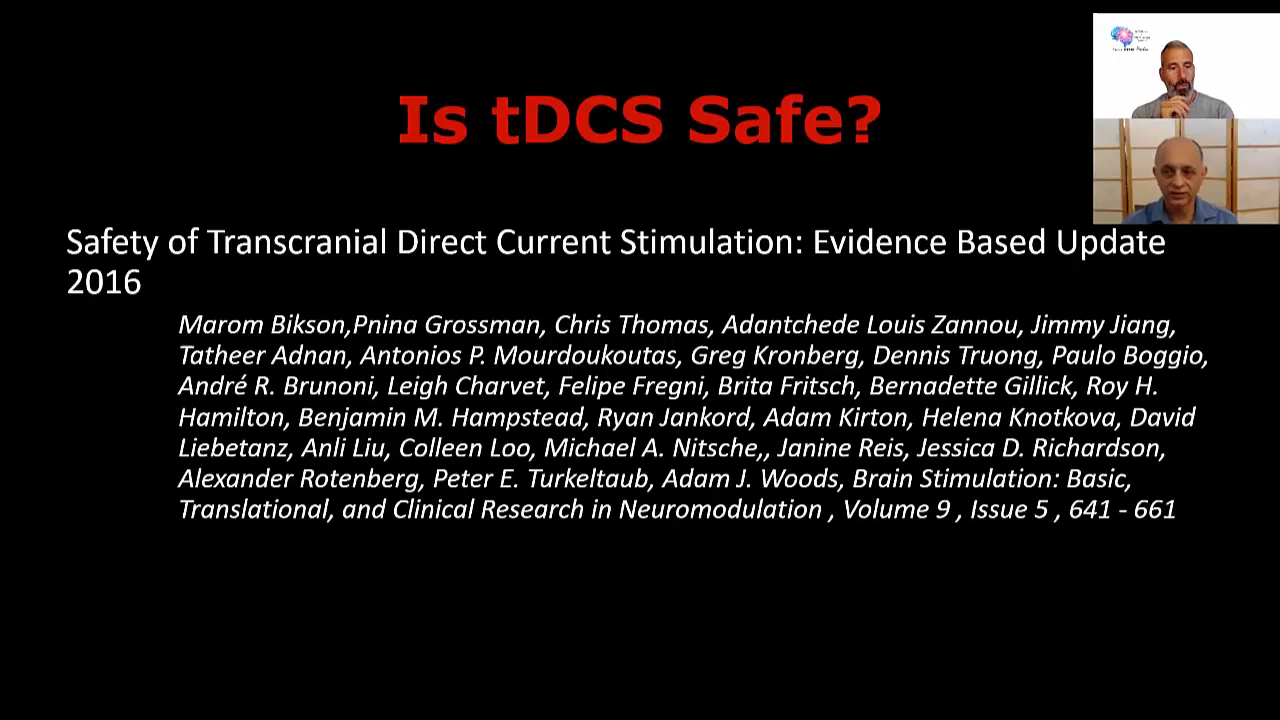 Is tDCS Safe?
Safety of Transcranial Direct Current Stimulation: Evidence Based Update
2016
Marom Bikson,Pnina Grossman, Chris Thomas, Adantchede Louis Zannou, Jimmy Jiang,
Tatheer Adnan, Antonios P. Mourdoukoutas, Greg Kronberg, Dennis Truong, Paulo Boggio,
André R. Brunoni, Leigh Charvet, Felipe Fregni, Brita Fritsch, Bernadette Gillick, Roy H.
Hamilton, Benjamin M. Hampstead, Ryan Jankord, Adam Kirton, Helena Knotkova, David
Liebetanz, Anli Liu, Colleen Loo, Michael A. Nitsche,, Janine Reis, Jessica D. Richardson,
Alexander Rotenberg, Peter E. Turkeltaub, Adam J. Woods, Brain Stimulation: Basic,
Translational, and Clinical Research in Neuromodulation , Volume 9 , Issue 5 , 641 - 661